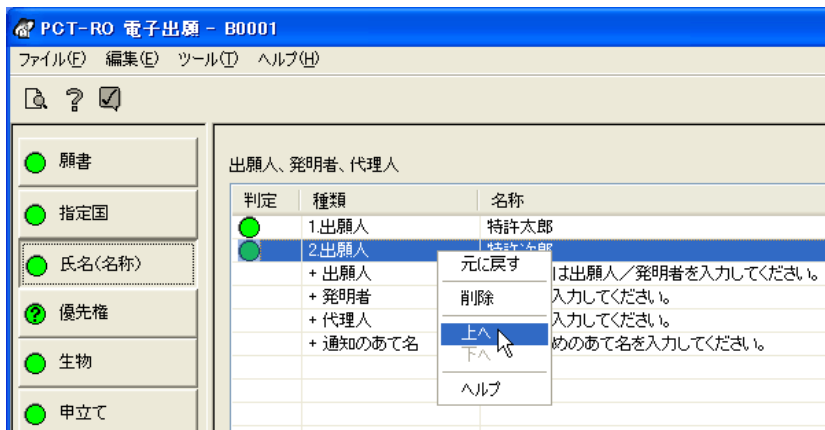 PCT-RO 電子出願 - B0001
ファイル(F) 編集(E) ツール(T) ヘルプ(H)
願書
指定国
氏名(名称)
優先権
生物
申立て
出願人、発明者、代理人
判定 種類 名称
1.出願人 特許太郎
2.出願人 特許次郎
+ 出願人 は出願人／発明者を入力してください。
+ 発明者 入力してください。
+ 代理人 入力してください。
+ 通知のあて名 めのあて名を入力してください。
元に戻す
削除
上へ
下へ
ヘルプ